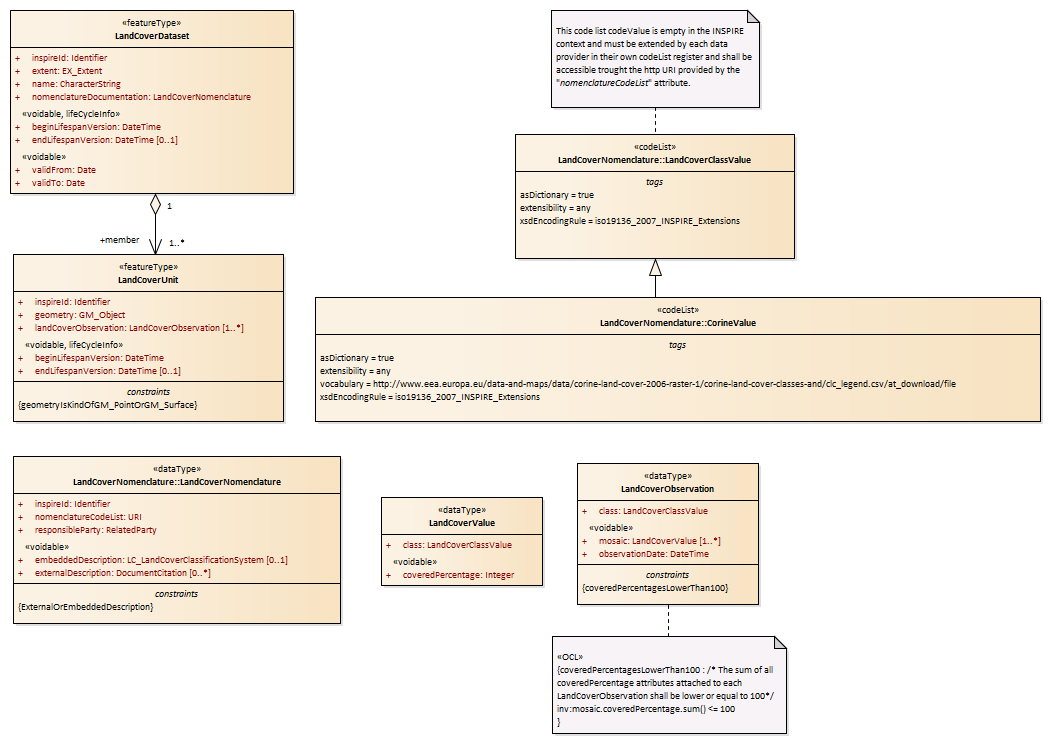 «featureType»
LandCoverDataset
+ inspireId: Identifier
+ extent: EX_Extent
+ name: CharacterString
+ nomenclatureDocumentation: LandCoverNomenclature
«voidable, lifeCycleInfo»
+ beginLifespanVersion: DateTime
+ endLifespanVersion: DateTime [0..1]
«voidable»
+ validFrom: Date
+ validTo: Date
1
+member
1..*
«featureType»
LandCoverUnit
+ inspireId: Identifier
+ geometry: GM_Object
+ landCoverObservation: LandCoverObservation [1..*]
«voidable, lifeCycleInfo»
+ beginLifespanVersion: DateTime
+ endLifespanVersion: DateTime [0..1]
constraints
{geometryIsKindOfGM_PointOrGM_Surface}
This code list codeValue is empty in the INSPIRE
context and must be extended by each data
provider in their own codeList register and shall be
accessible trought the http URI provided by the
"nomenclatureCodeList" attribute.
«codeList»
LandCoverNomenclature::LandCoverClassValue
tags
asDictionary = true
extensibility = any
xsdEncodingRule = iso19136_2007_INSPIRE_Extensions
«codeList»
LandCoverNomenclature::CorineValue
tags
asDictionary = true
extensibility = any
vocabulary = http://www.eea.europa.eu/data-and-maps/data/corine-land-cover-2006-raster-1/corine-land-cover-classes-and/clc_legend.csv/at_download/file
xsdEncodingRule = iso19136_2007_INSPIRE_Extensions
«dataType»
LandCoverNomenclature::LandCoverNomenclature
+ inspireId: Identifier
+ nomenclatureCodeList: URI
+ responsibleParty: RelatedParty
«voidable»
+ embeddedDescription: LC_LandCoverClassificationSystem [0..1]
+ externalDescription: DocumentCitation [0..*]
constraints
{ExternalOrEmbeddedDescription}
«dataType»
LandCoverValue
+ class: LandCoverClassValue
«voidable»
+ coveredPercentage: Integer
«dataType»
LandCoverObservation
+ class: LandCoverClassValue
«voidable»
+ mosaic: LandCoverValue [1..*]
+ observationDate: DateTime
constraints
{coveredPercentagesLowerThan100}
«OCL»
{coveredPercentagesLowerThan100 : /* The sum of all
coveredPercentage attributes attached to each
LandCoverObservation shall be lower or equal to 100*/
inv:mosaic.coveredPercentage.sum() <= 100
}